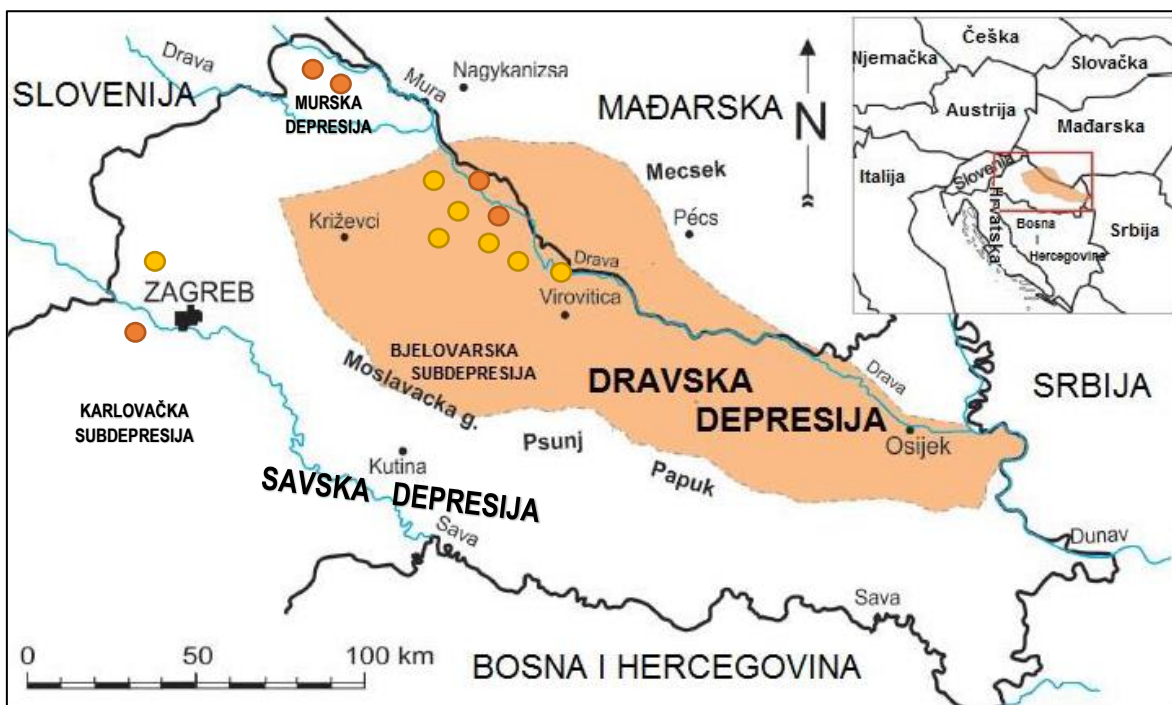 Drava
SLOVENIJA
MURSKA
DEPRESIJA
Mura
Nagykanizsa
MAĐARSKA
N
Mecsek
Pécs
Križevci
Drava
Virovitica
ZAGREB
BJELOVARSKA
SUBDEPRESIJA
Moslavacka g.
DRAVSKA
DEPRESIJA
Drava
SRBIJA
Osijek
KARLOVAČKA
SUBDEPRESIJA
Psunj
Papuk
Kutina
SAVSKA DEPRESIJA
Sava
Dunav
Sava
BOSNA I HERCEGOVINA
0 50 100 km
Češka
Njemačka
Slovačka
Austrija
Mađarska
Italija
Slovenija
Hrvatska
Bosna
i
Hercegovina
Srbija